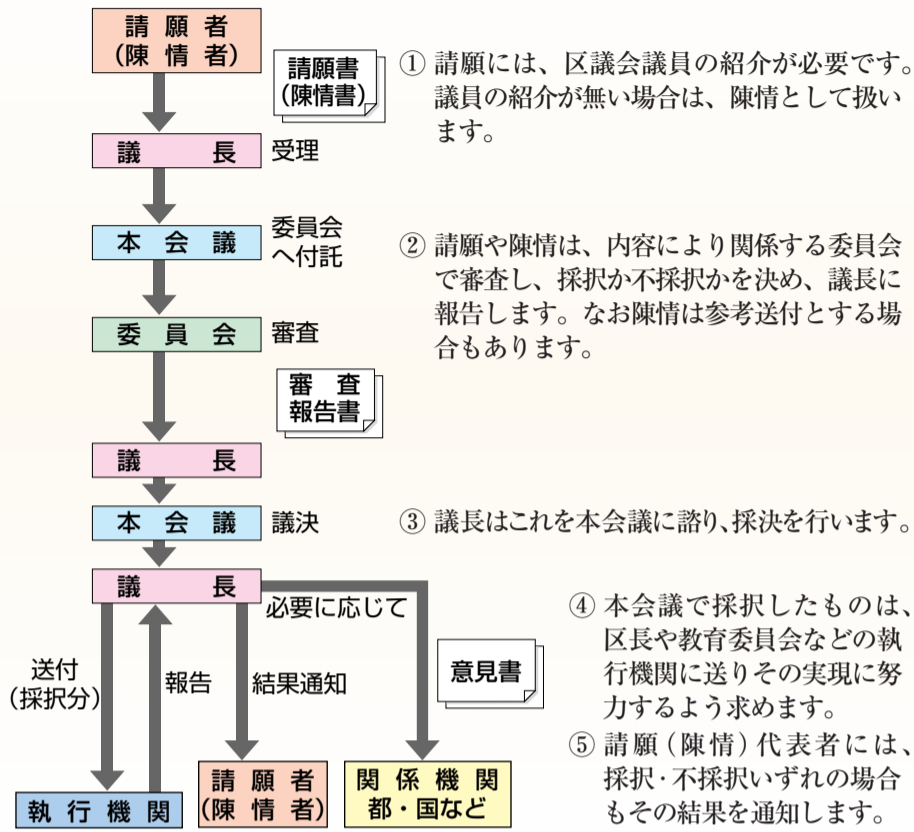 請願者
(陳情者)
請願書
(陳情書)
① 請願には、区議会議員の紹介が必要です。
議員の紹介が無い場合は、陳情として扱い
ます。
議長 受理
本会議 委員会
へ付託
② 請願や陳情は、内容により関係する委員会
で審査し、採択か不採択かを決め、議長に
報告します。なお陳情は参考送付とする場
合もあります。
委員会 審査
審査
報告書
議長
本会議 議決
③ 議長はこれを本会議に諮り、採決を行います。
議長
必要に応じて
送付
(採択分)
報告
結果通知
意見書
④ 本会議で採択したものは、
区長や教育委員会などの執
行機関に送りその実現に努
力するよう求めます。
⑤ 請願(陳情)代表者には、
採択・不採択いずれの場合
もその結果を通知します。
執行機関
請願者
(陳情者)
関係機関
都・国など